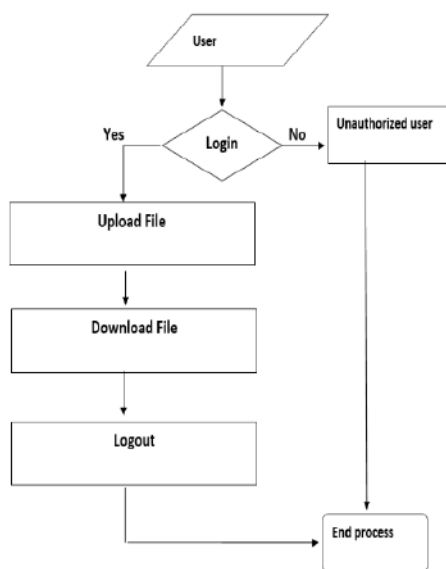 User
Login
Yes
No
Unauthorized user
Upload File
Download File
Logout
End process